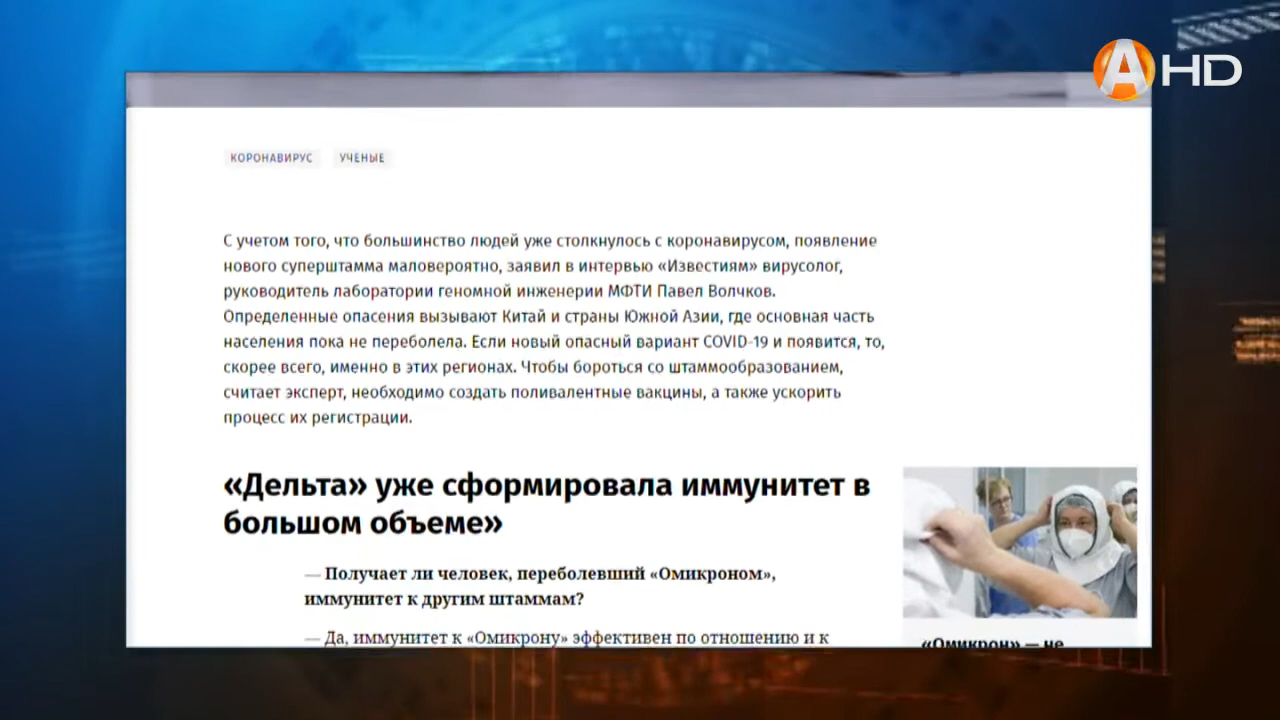 A HD
КОРОНАВИРУС УЧЕНЫЕ
С учетом того, что большинство людей уже столкнулось с коронавирусом, появление
нового суперштамма маловероятно, заявил в интервью «Известиям» вирусолог,
руководитель лаборатории геномной инженерии МФТИ Павел Волчков.
Определенные опасения вызывают Китай и страны Южной Азии, где основная часть
населения пока не переболела. Если новый опасный вариант COVID-19 и появится, то,
скорее всего, именно в этих регионах. Чтобы бороться со штаммообразованием,
считает эксперт, необходимо создать поливалентные вакцины, а также ускорить
процесс их регистрации.
«Дельта» уже сформировала иммунитет в
большом объеме»
— Получает ли человек, переболевший «Омикроном»,
иммунитет к другим штаммам?
— Да, иммунитет к «Омикрону» эффективен по отношению и к
«Омикрон» — не